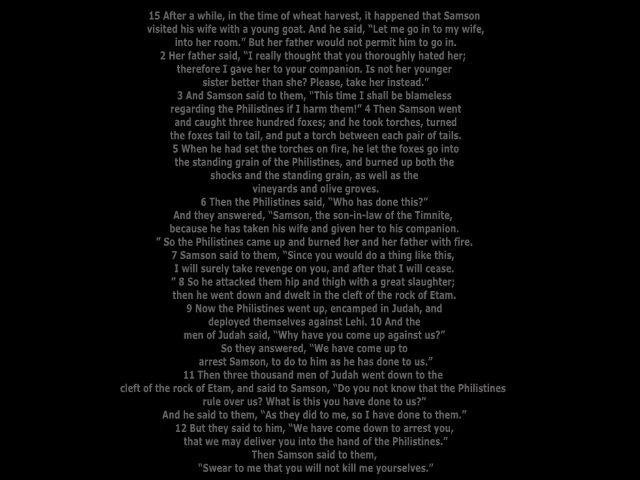 15 After a while, in the time of wheat harvest, it happened that Samson
visited his wife with a young goat. And he said, “Let me go in to my wife,
into her room.” But her father would not permit him to go in.
2 Her father said, “I really thought that you thoroughly hated her;
therefore I gave her to your companion. Is not her younger
sister better than she? Please, take her instead.”
3 And Samson said to them, “This time I shall be blameless
regarding the Philistines if I harm them!” 4 Then Samson went
and caught three hundred foxes; and he took torches, turned
the foxes tail to tail, and put a torch between each pair of tails.
5 When he had set the torches on fire, he let the foxes go into
the standing grain of the Philistines, and burned up both the
shocks and the standing grain, as well as the
vineyards and olive groves.
6 Then the Philistines said, “Who has done this?”
And they answered, “Samson, the son-in-law of the Timnite,
because he has taken his wife and given her to his companion.
” So the Philistines came up and burned her and her father with fire.
7 Samson said to them, “Since you would do a thing like this,
I will surely take revenge on you, and after that I will cease.
” 8 So he attacked them hip and thigh with a great slaughter;
then he went down and dwelt in the cleft of the rock of Etam.
9 Now the Philistines went up, encamped in Judah, and
deployed themselves against Lehi. 10 And the
men of Judah said, “Why have you come up against us?”
So they answered, “We have come up to
arrest Samson, to do to him as he has done to us.”
11 Then three thousand men of Judah went down to the
cleft of the rock of Etam, and said to Samson, “Do you not know that the Philistines
rule over us? What is this you have done to us?”
And he said to them, “As they did to me, so I have done to them.”
12 But they said to him, “We have come down to arrest you,
that we may deliver you into the hand of the Philistines.”
Then Samson said to them,
“Swear to me that you will not kill me yourselves.”